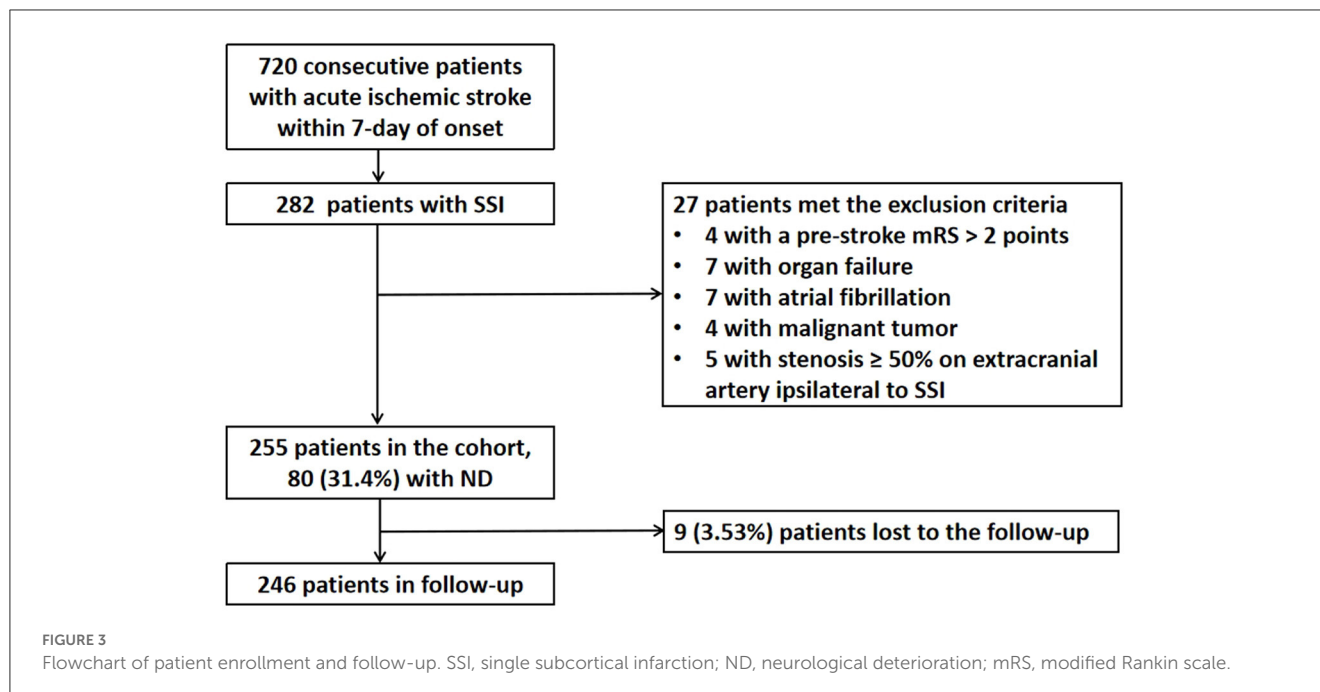 720 consecutive patients
with acute ischemic stroke
within 7-day of onset
282 patients with SSI
27 patients met the exclusion criteria
• 4 with a pre-stroke mRS > 2 points
• 7 with organ failure
• 7 with atrial fibrillation
• 4 with malignant tumor
• 5 with stenosis ≥ 50% on extracranial
artery ipsilateral to SSI
255 patients in the cohort,
80 (31.4%) with ND
9 (3.53%) patients lost to the follow-up
246 patients in follow-up
FIGURE 3
Flowchart of patient enrollment and follow-up. SSI, single subcortical infarction; ND, neurological deterioration; mRS, modified Rankin scale.